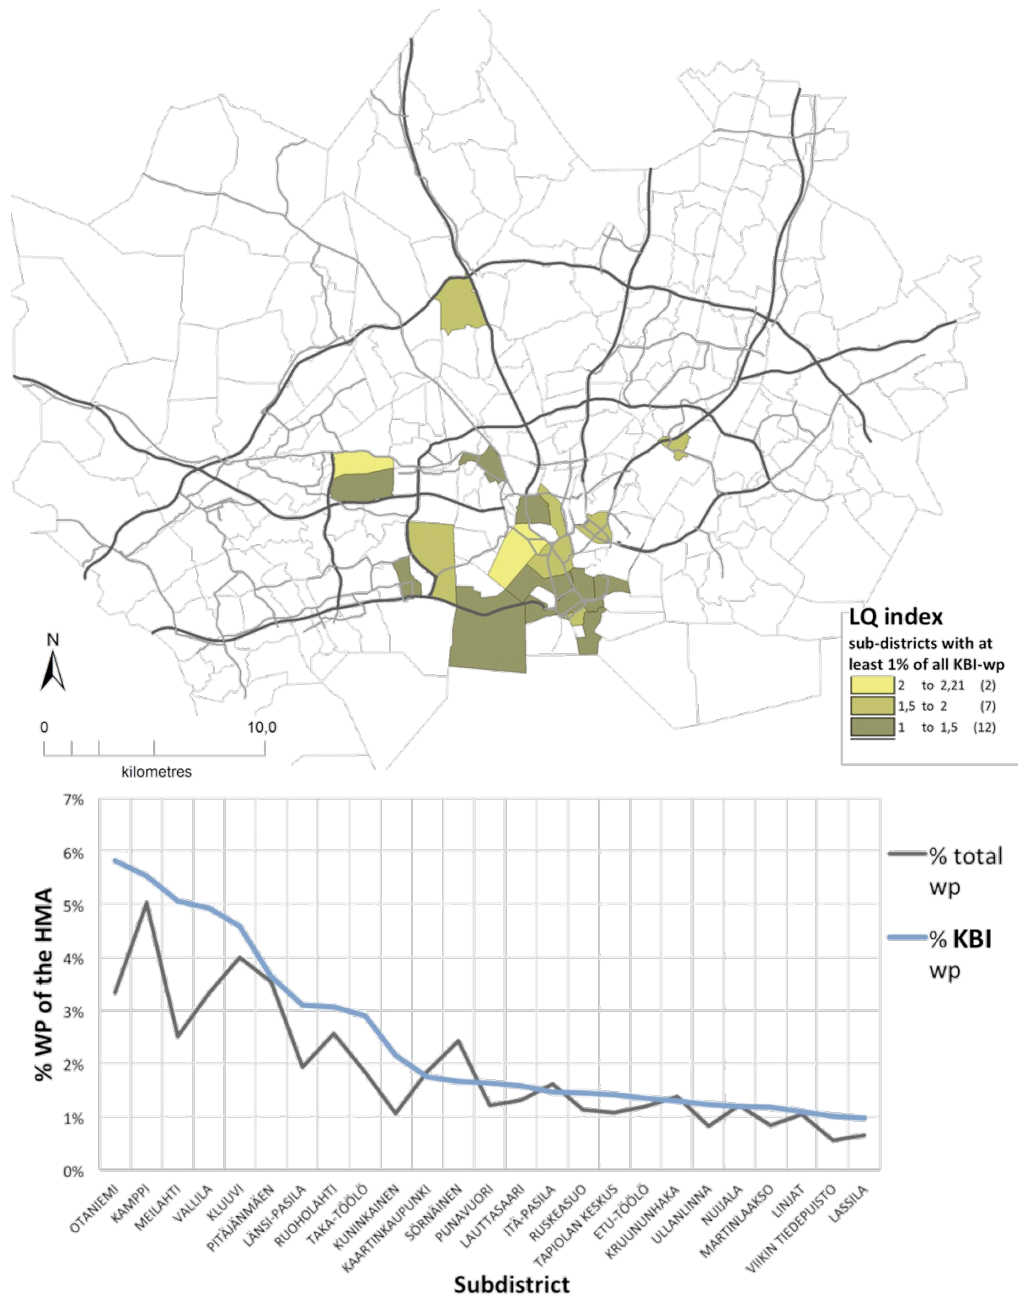 LQ index
sub-districts with at
least 1% of all KBI-wp
2 to 2,21 (2)
1,5 to 2 (7)
1 to 1,5 (12)
N
0 10,0
kilometres
7%
6%
5%
4%
3%
2%
1%
0%
% WP of the HMA
% total
wp
% KBI
wp
OTANIEMI
KAMPPI
MEILAHTI
VALLILA
KLUUVI
PITÄJÄNMÄEN
LÄNSI-PASILA
RUOHOLAHTI
TAKA-TÖÖLÖ
KUNINKAINEN
KAARTINKAUPUNKI
SÖRNÄINEN
PUNAVUORI
LAUTTASAARI
ITÄ-PASILA
RUSKEASUO
TAPIOLAN KESKUS
ETU-TÖÖLÖ
KRUUNUNHAKA
ULLANLINNA
NUIJALA
MARTINLAAKSO
LINJAT
VIIKIN TIEDEPUISTO
LASSILA
Subdistrict